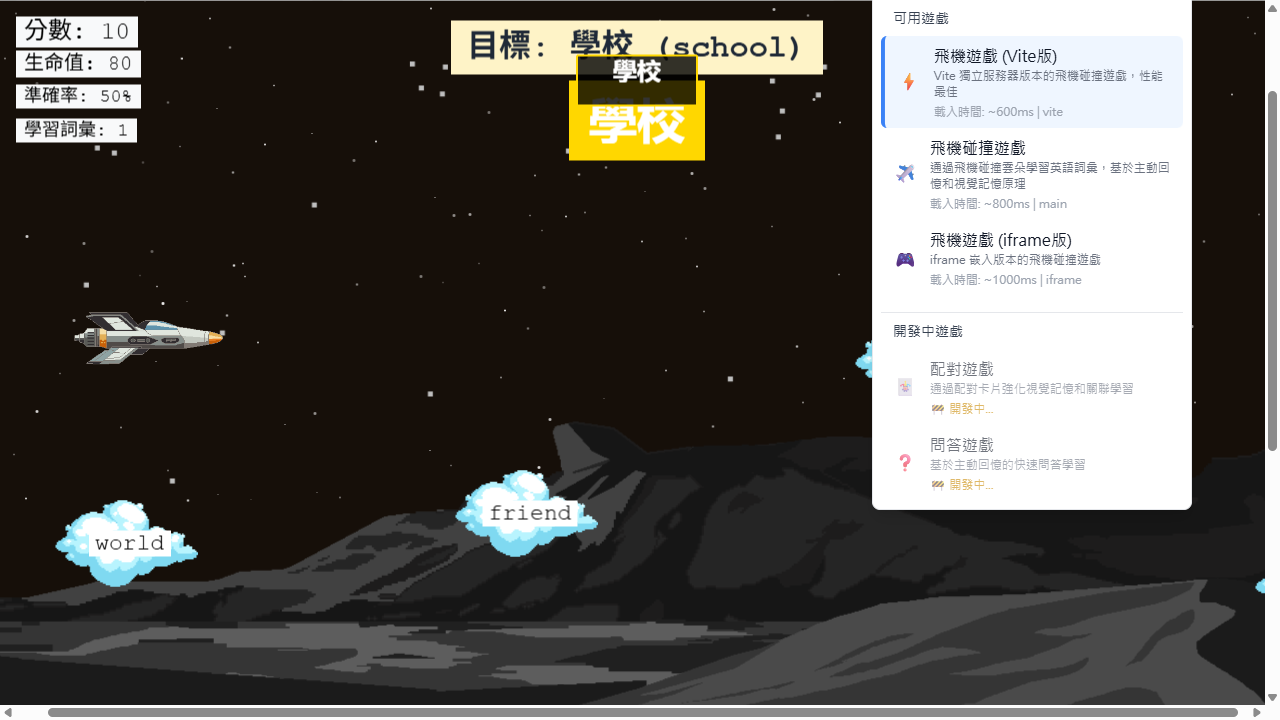 分數: 10
生命值: 80
準確率: 50%
學習詞彙: 1
目標: 學校 (school)
學校
學校
world
friend
可用遊戲
飛機遊戲 (Vite版)
Vite 獨立服務器版本的飛機碰撞遊戲，性能
最佳
載入時間: ~600ms | vite
飛機碰撞遊戲
通過飛機碰撞雲朵學習英語詞彙，基於主動回
憶和視覺記憶原理
載入時間: ~800ms | main
飛機遊戲 (iframe版)
iframe 嵌入版本的飛機碰撞遊戲
載入時間: ~1000ms | iframe
開發中遊戲
配對遊戲
通過配對卡片強化視覺記憶和關聯學習
🚧 開發中...
問答遊戲
基於主動回憶的快速問答學習
🚧 開發中...